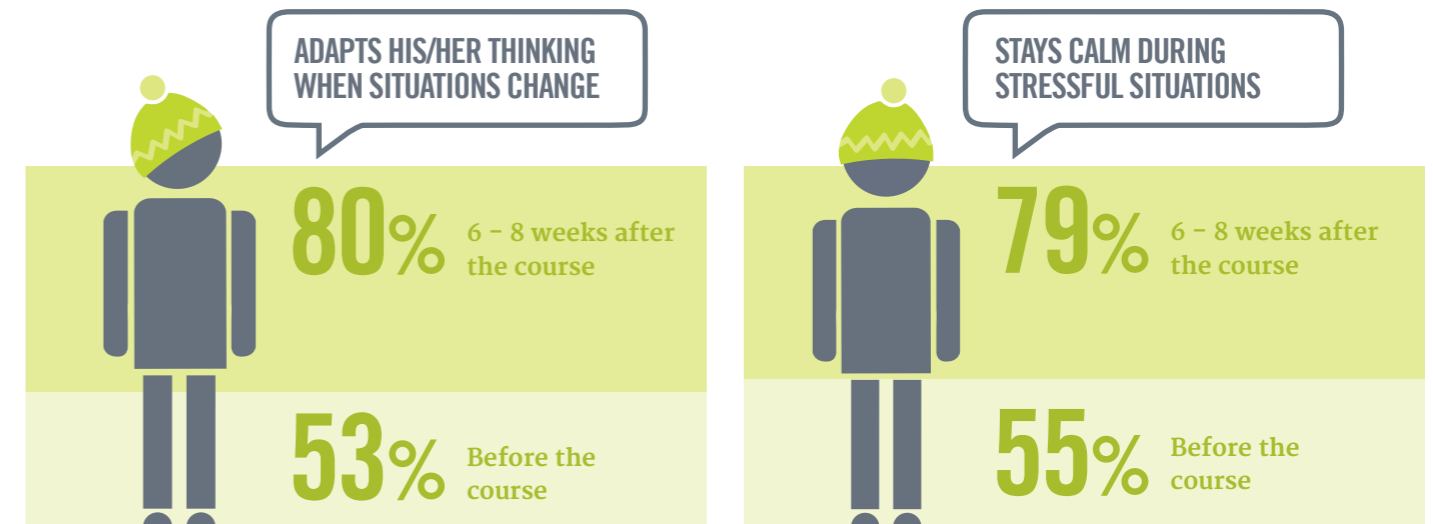 ADAPTS HIS/HER THINKING
WHEN SITUATIONS CHANGE
80% 6 – 8 weeks after
the course
53% Before the
course
STAYS CALM DURING
STRESSFUL SITUATIONS
79% 6 – 8 weeks after
the course
55% Before the
course